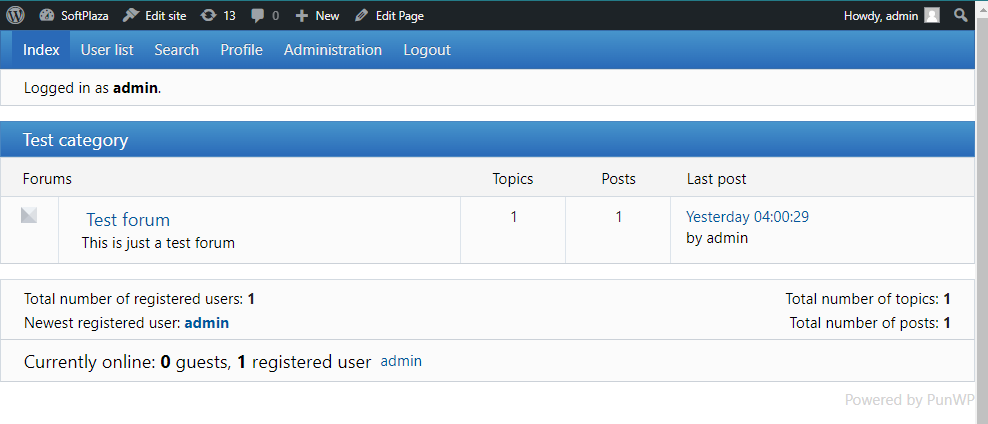 SoftPlaza Edit site 13 0 New Edit Page Howdy, admin
Index User list Search Profile Administration Logout
Logged in as admin.
Test category
Forums Topics Posts Last post
Test forum 1 1 Yesterday 04:00:29
This is just a test forum by admin
Total number of registered users: 1 Total number of topics: 1
Newest registered user: admin Total number of posts: 1
Currently online: 0 guests, 1 registered user admin
Powered by PunWP